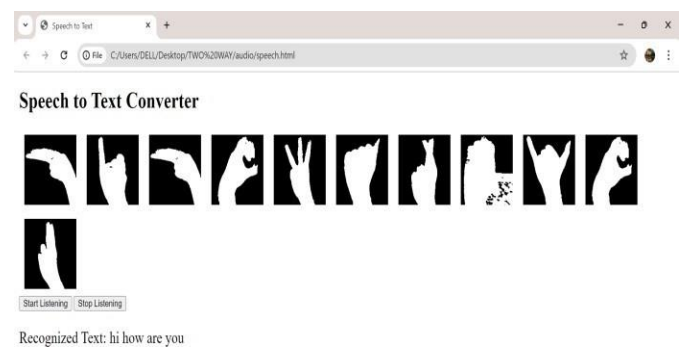 Speech to Text
File C:/Users/DELL/Desktop/TWO%20WAY/audio/speech.html
Speech to Text Converter
Start Listening Stop Listening
Recognized Text: hi how are you